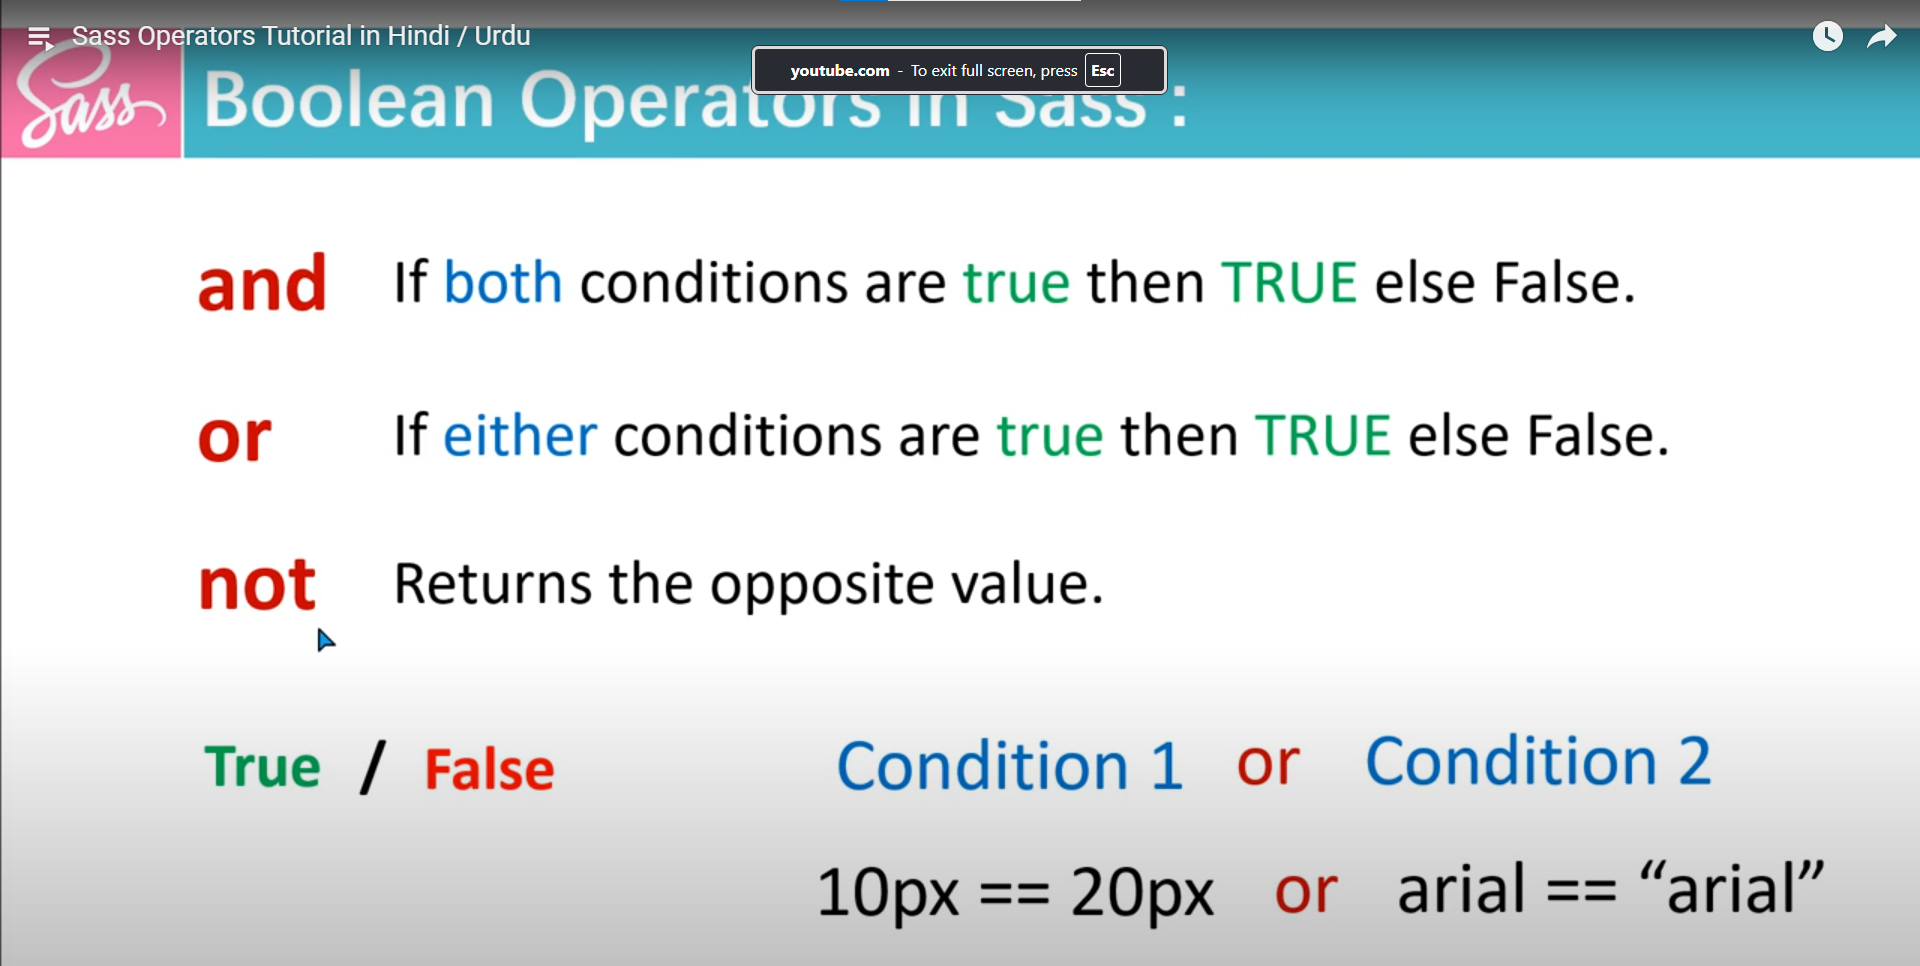 Sass Operators Tutorial in Hindi / Urdu
youtube.com - To exit full screen, press Esc
Sass
Boolean Operators in Sass :
and If both conditions are true then TRUE else False.
or If either conditions are true then TRUE else False.
not Returns the opposite value.
True / False
Condition 1 or Condition 2
10px == 20px or arial == “arial”